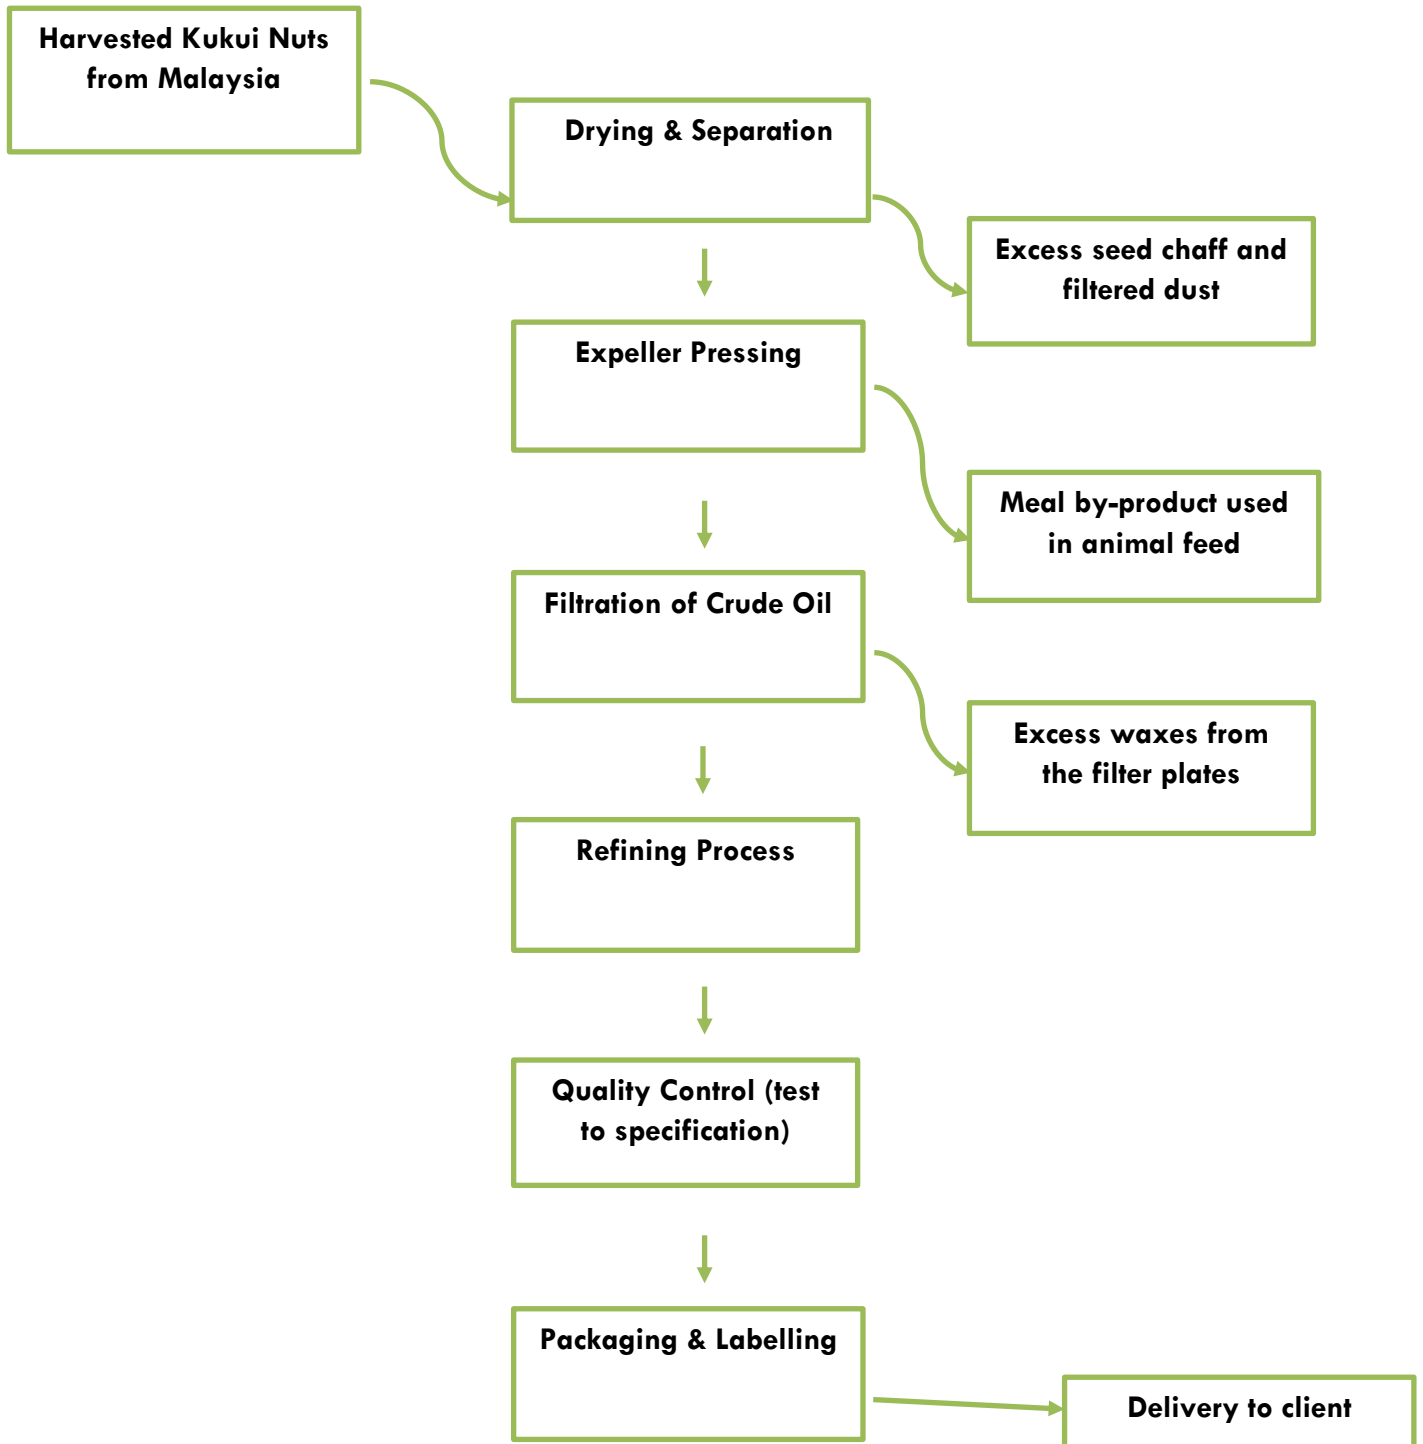 Harvested Kukui Nuts
from Malaysia
Drying & Separation
Excess seed chaff and
filtered dust
Expeller Pressing
Meal by-product used
in animal feed
Filtration of Crude Oil
Excess waxes from
the filter plates
Refining Process
Quality Control (test
to specification)
Packaging & Labelling
Delivery to client